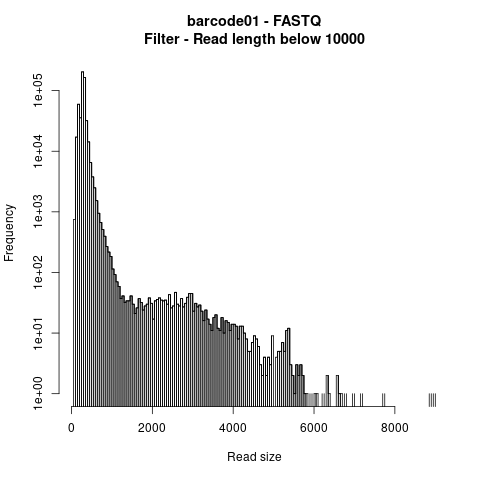 barcode01 - FASTQ
Filter - Read length below 10000
Frequency
1e+05
1e+04
1e+03
1e+02
1e+01
1e+00
0 2000 4000 6000 8000
Read size